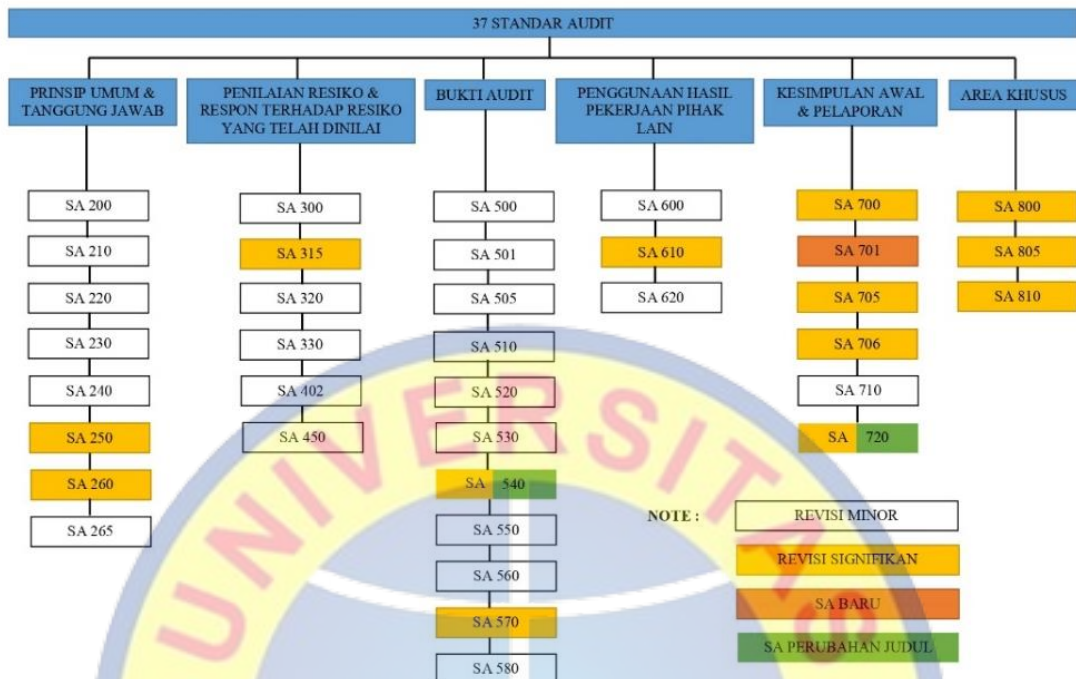 37 STANDAR AUDIT
PRINSIP UMUM &
TANGGUNG JAWAB
SA 200
SA 210
SA 220
SA 230
SA 240
SA 250
SA 260
SA 265
PENILAIAN RESIKO &
RESPON TERHADAP RESIKO
YANG TELAH DINILAI
SA 300
SA 315
SA 320
SA 330
SA 402
SA 450
BUKTI AUDIT
SA 500
SA 501
SA 505
SA 510
SA 520
SA 530
SA 540
SA 550
SA 560
SA 570
SA 580
PENGGUNAAN HASIL
PEKERJAAN PIHAK
LAIN
SA 600
SA 610
SA 620
KESIMPULAN AWAL
& PELAPORAN
SA 700
SA 701
SA 705
SA 706
SA 710
SA 720
AREA KHUSUS
SA 800
SA 805
SA 810
NOTE :
REVISI MINOR
REVISI SIGNIFIKAN
SA BARU
SA PERUBAHAN JUDUL
UNIVERSITAS